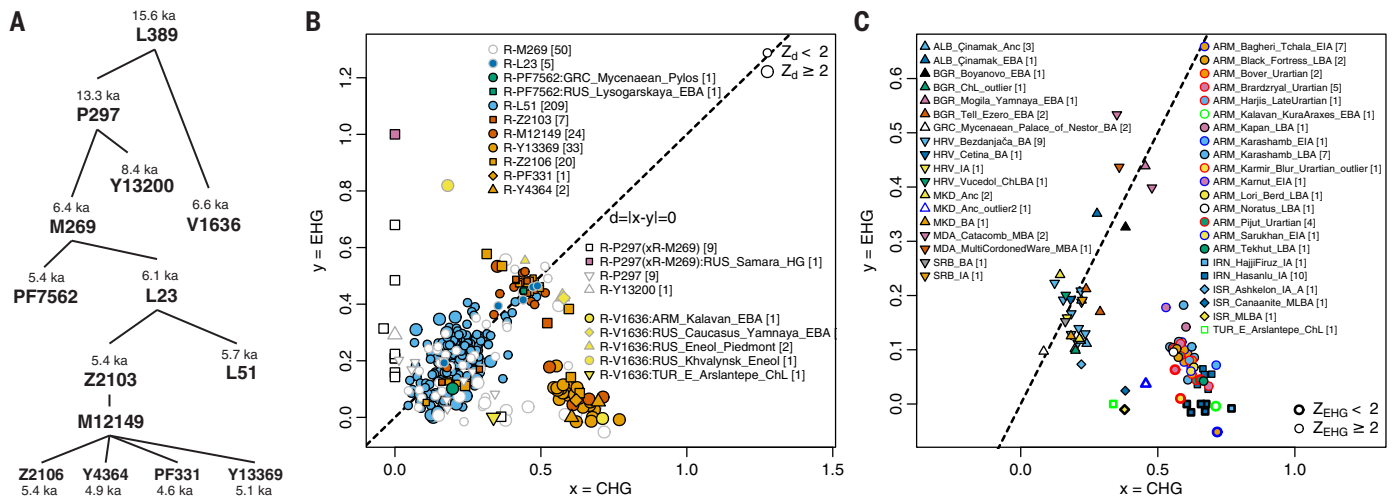 A
15.6 ka
L389
13.3 ka
P297
8.4 ka
Y13200
6.6 ka
V1636
6.4 ka
M269
5.4 ka
PF7562
6.1 ka
L23
5.4 ka
Z2103
5.7 ka
L51
M12149
Z2106
5.4 ka
Y4364
4.9 ka
PF331
4.6 ka
Y13369
5.1 ka
B
y = EHG
0.0
0.2
0.4
0.6
0.8
1.0
1.2
0.0
0.5
1.0
1.5
x = CHG
R-M269 [50]
R-L23 [5]
R-PF7562:GRC_Mycenaean_Pylos [1]
R-PF7562:RUS_Lysogarskaya_EBA [1]
R-L51 [209]
R-Z2103 [7]
R-M12149 [24]
R-Y13369 [33]
R-Z2106 [20]
R-PF331 [1]
R-Y4364 [2]
Zd < 2
Zd ≥ 2
d=|x-y|=0
R-P297(xR-M269) [9]
R-P297(xR-M269):RUS_Samara_HG [1]
R-P297 [9]
R-Y13200 [1]
R-V1636:ARM_Kalavan_EBA [1]
R-V1636:RUS_Caucasus_Yamnaya_EBA
R-V1636:RUS_Eneol_Piedmont [2]
R-V1636:RUS_Khvalynsk_Eneol [1]
R-V1636:TUR_E_Arslantepe_ChL [1]
C
y = EHG
0.0
0.1
0.2
0.3
0.4
0.5
0.6
0.0
0.5
1.0
x = CHG
ALB_Çinamak_Anc [3]
ALB_Çinamak_EBA [1]
BGR_Boyanovo_EBA [1]
BGR_ChL_outlier [1]
BGR_Mogila_Yamnaya_EBA [1]
BGR_Tell_Ezero_EBA [2]
GRC_Mycenaean_Palace_of_Nestor_BA [2]
HRV_Bezdanjača_BA [9]
HRV_Cetina_BA [1]
HRV_IA [1]
HRV_Vucedol_ChLBA [1]
MKD_Anc [2]
MKD_Anc_outlier2 [1]
MKD_BA [1]
MDA_Catacomb_MBA [2]
MDA_MultiCordonedWare_MBA [1]
SRB_BA [1]
SRB_IA [1]
ARM_Bagheri_Tchala_EIA [7]
ARM_Black_Fortress_LBA [2]
ARM_Bover_Urartian [2]
ARM_Brardzryal_Urartian [5]
ARM_Harjis_LateUrartian [1]
ARM_Kalavan_KuraAraxes_EBA [1]
ARM_Kapan_LBA [1]
ARM_Karashamb_EIA [1]
ARM_Karashamb_LBA [7]
ARM_Karmir_Blur_Urartian_outlier [1]
ARM_Karnut_EIA [1]
ARM_Lori_Berd_LBA [1]
ARM_Noratus_LBA [1]
ARM_Pijut_Urartian [4]
ARM_Sarukhan_EIA [1]
ARM_Tekhut_LBA [1]
IRN_HajjiFiruz_IA [1]
IRN_Hasanlu_IA [10]
ISR_Ashkelon_IA_A [1]
ISR_Canaanite_MLBA [1]
ISR_MLBA [1]
TUR_E_Arslantepe_ChL [1]
ZEHG < 2
ZEHG ≥ 2